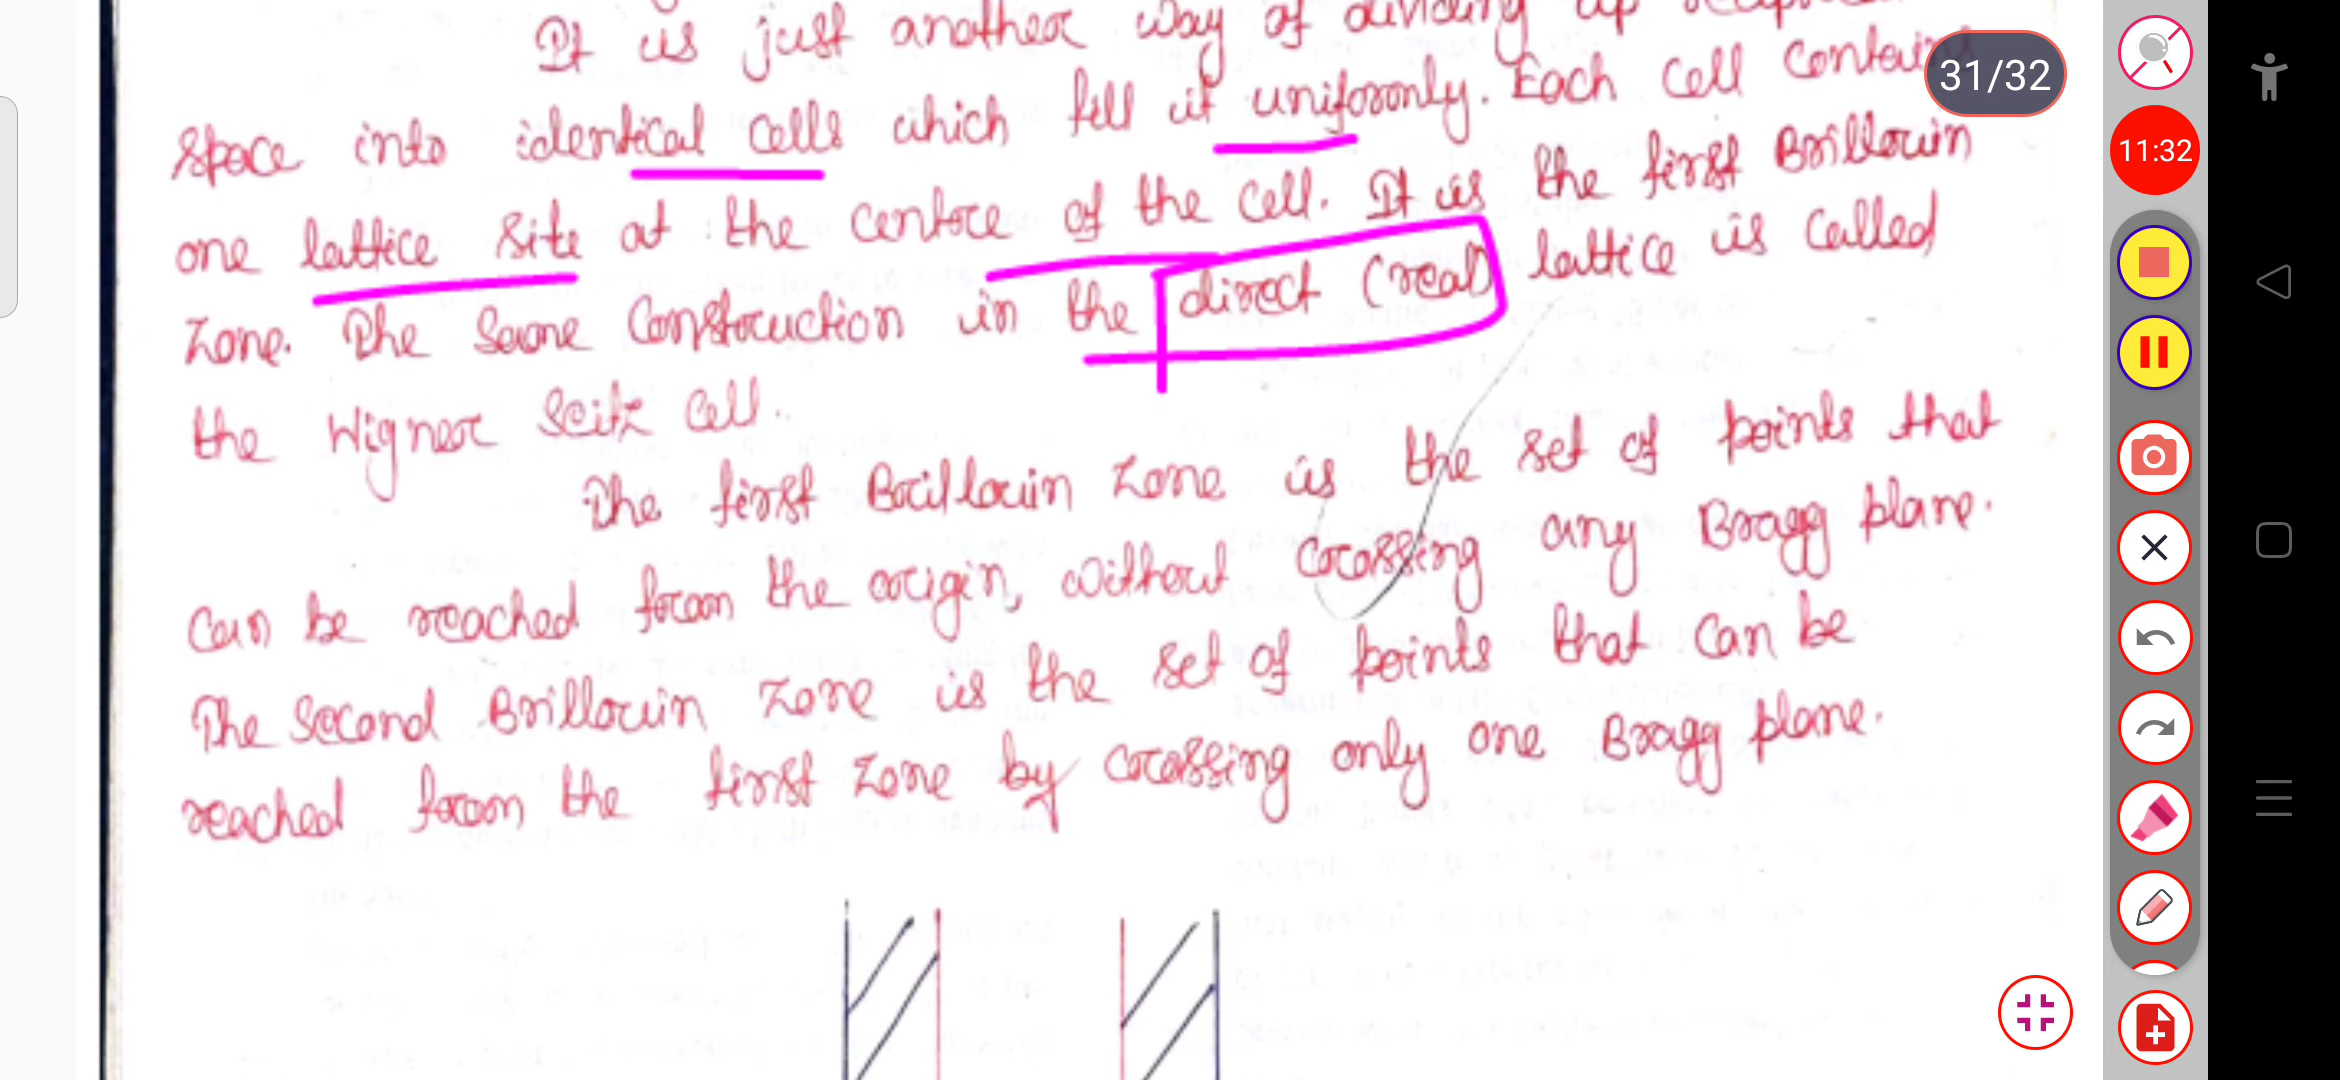 It is just another way of dividing up
31/32
space into identical cells which fill it uniformly. Each cell contains
11:32
one lattice site at the centre of the cell. It is the first Brillouin
zone. The same construction in the direct (real) lattice is called
the Wigner Seitz cell.
The first Brillouin zone is the set of points that
can be reached from the origin, without crossing any Bragg plane.
The second Brillouin zone is the set of points that can be
reached from the first zone by crossing only one Bragg plane.